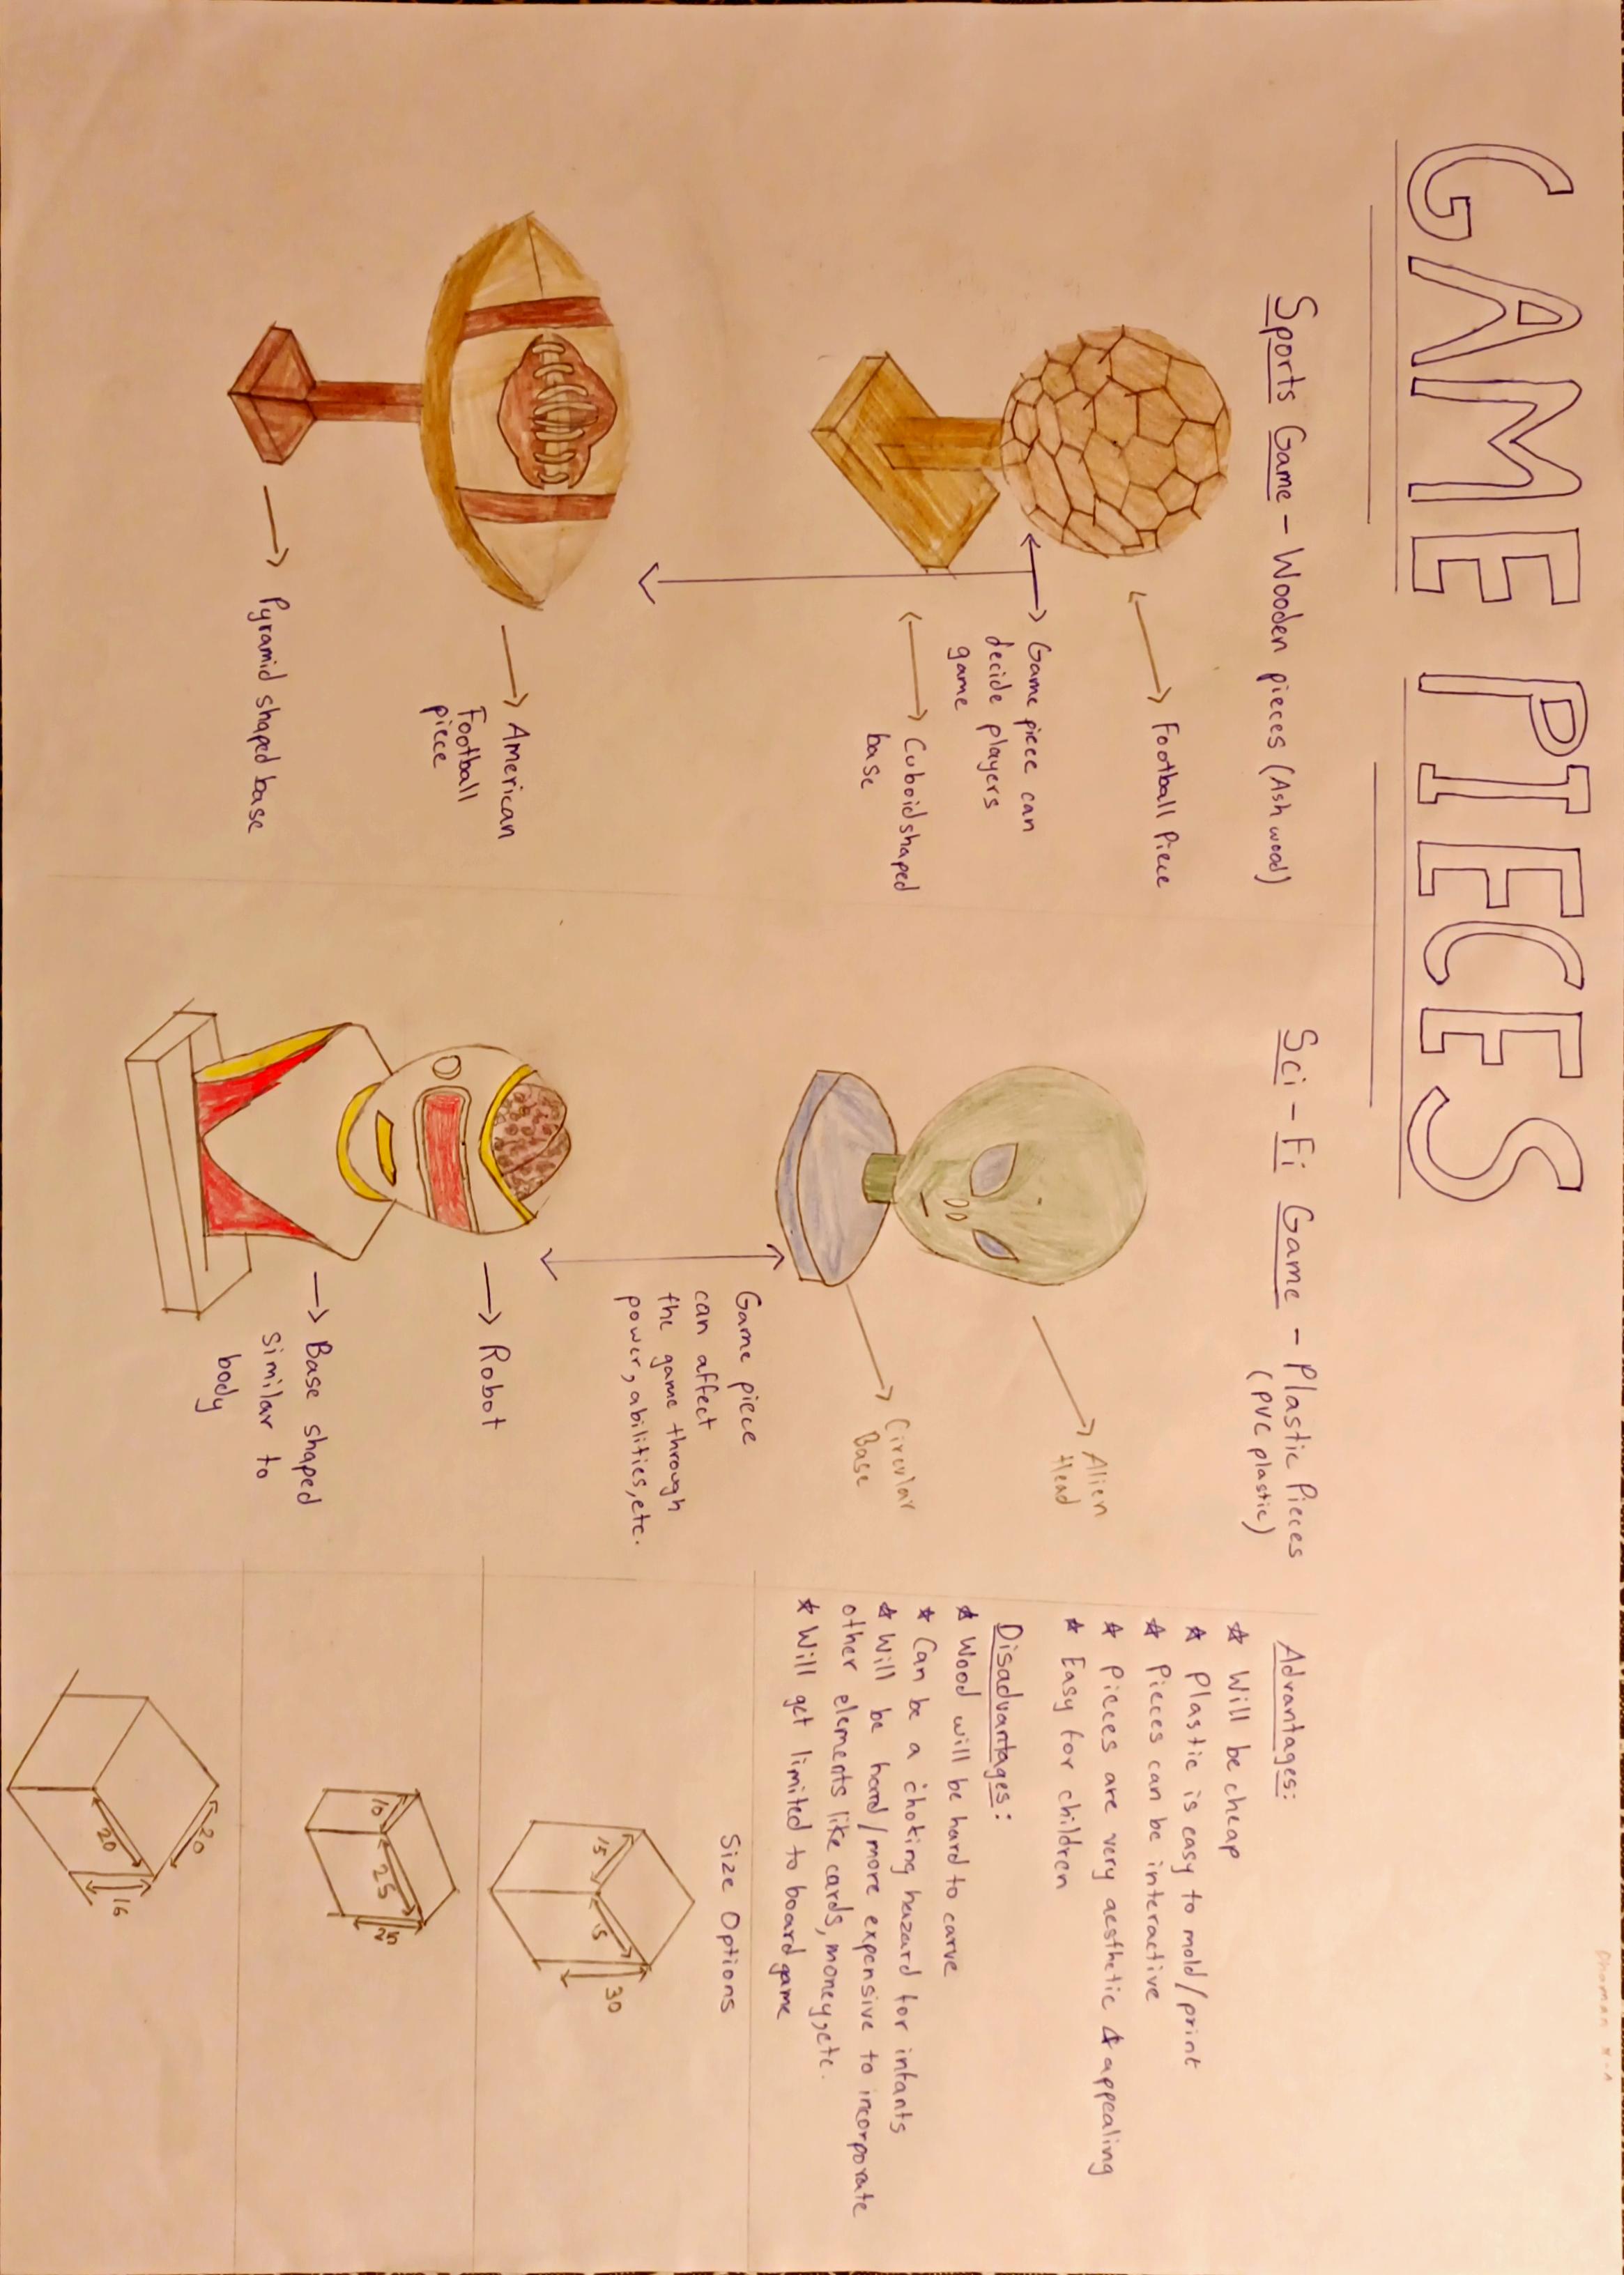 GAME PIECES
Sports Game - Wooden pieces (Ash wood)
Football Piece
Game piece can
decide players
game
Cuboid shaped
base
American
Football
piece
Pyramid shaped base
Sci-Fi Game - Plastic Pieces
(PVC plastic)
Alien
Head
Circular
Base
Game piece
can affect
the game through
power, abilities, etc.
Robot
Base shaped
similar to
body
Advantages:
* Will be cheap
* Plastic is easy to mold/print
* Pieces can be interactive
* Pieces are very aesthetic & appealing
* Easy for children
Disadvantages:
* Wood will be hard to carve
* Can be a choking hazard for infants
* Will be hard/more expensive to incorporate
other elements like cards, money, etc.
* Will get limited to board game
Size Options
15
15
30
10
25
20
20
16